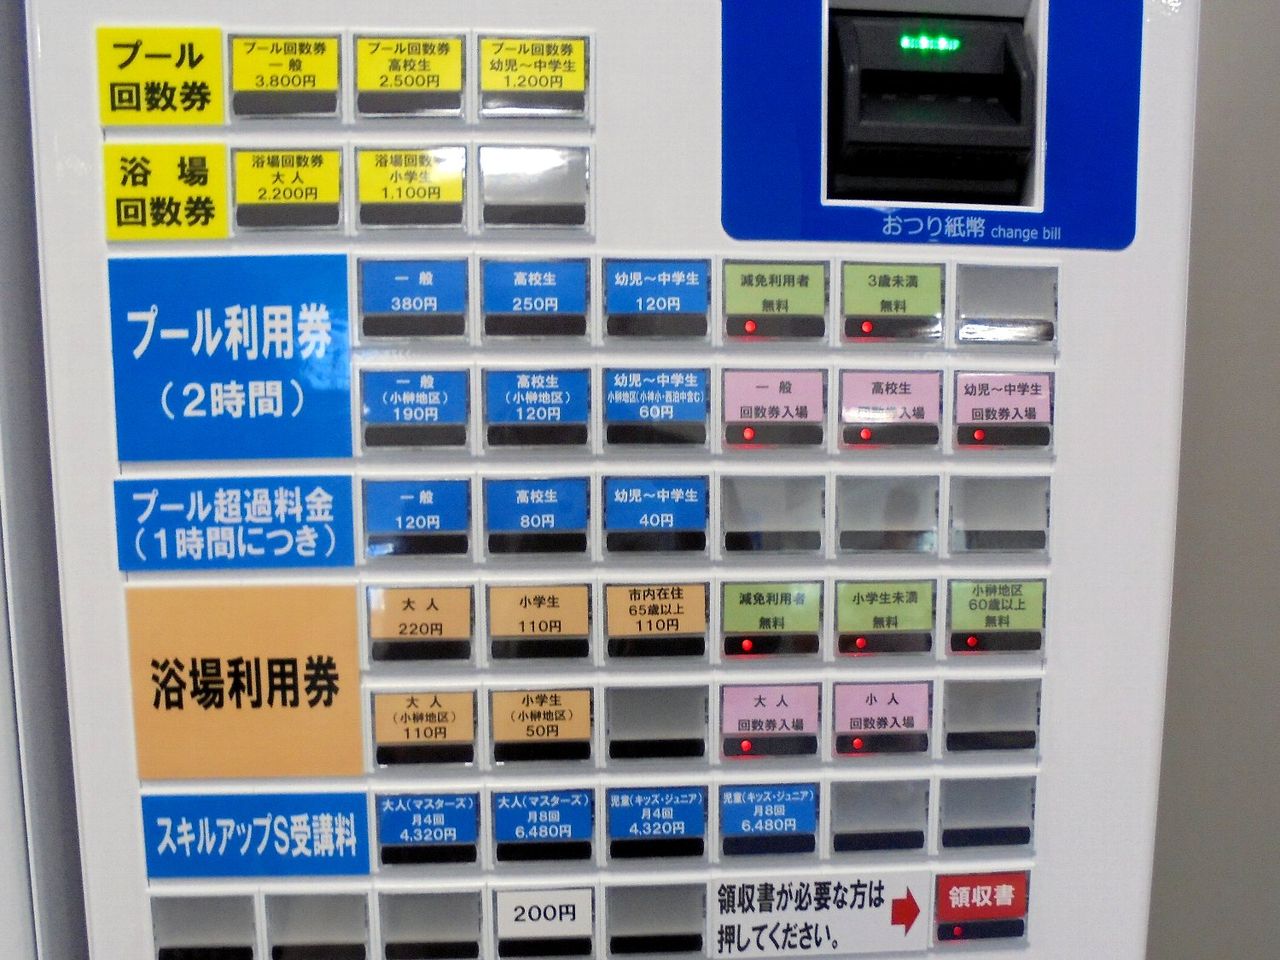 プール
回数券
プール回数券
一般
3.800円
プール回数券
高校生
2,500円
プール回数券
幼児～中学生
1,200円
浴場
回数券
浴場回数券
大人
2.200円
浴場回数
小学生
1,100円
おつり紙幣 change bill
プール利用券
(2時間)
一般
380円
高校生
250円
幼児～中学生
120円
減免利用者
無料
3歳未満
無料
一般
(小榊地区)
190円
高校生
(小榊地区)
120円
幼児～中学生
小榊地区(小榊小・西泊中含む)
60円
一般
回数券入場
高校生
回数券入場
幼児～中学生
回数券入場
プール超過料金
(1時間につき)
一般
120円
高校生
80円
幼児～中学生
40円
浴場利用券
大人
220円
小学生
110円
市内在住
65歳以上
110円
減免利用者
無料
小学生未満
無料
小榊地区
60歳以上
無料
大人
(小榊地区)
110円
小学生
(小榊地区)
50円
大人
回数券入場
小人
回数券入場
スキルアップS受講料
大人(マスターズ)
月4回
4,320円
大人(マスターズ)
月8回
6,480円
児童(キッズ・ジュニア)
月4回
4,320円
児童(キッズ・ジュニア)
月8回
6,480円
200円
領収書が必要な方は
押してください。
領収書